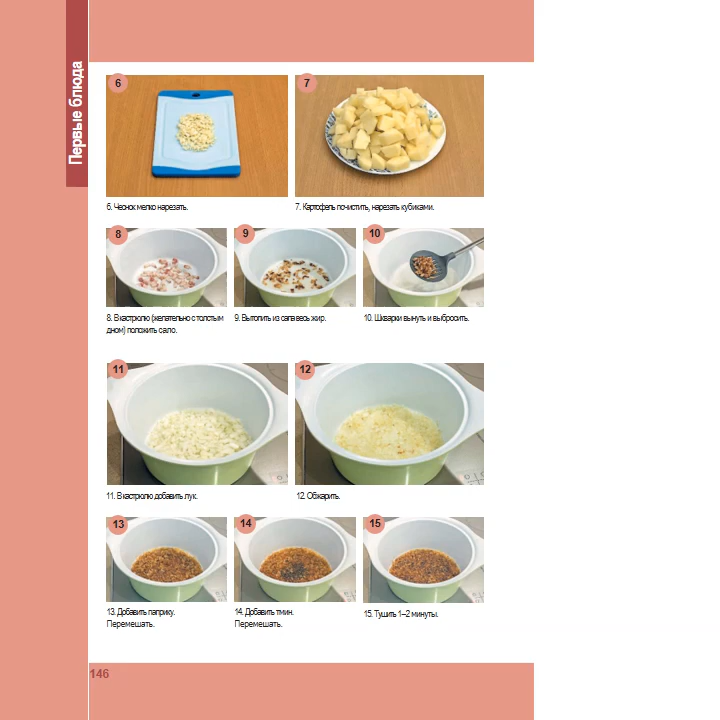 Первые блюда
6
7
6. Чеснок мелко нарезать.
7. Картофель почистить, нарезать кубиками.
8
9
10
8. В кастрюлю (желательно с толстым
дном) положить сало.
9. Вытопить из сала весь жир.
10. Шкварки вынуть и выбросить.
11
12
11. В кастрюлю добавить лук.
12. Обжарить.
13
14
15
13. Добавить паприку.
Перемешать.
14. Добавить тмин.
Перемешать.
15. Тушить 1–2 минуты.
146